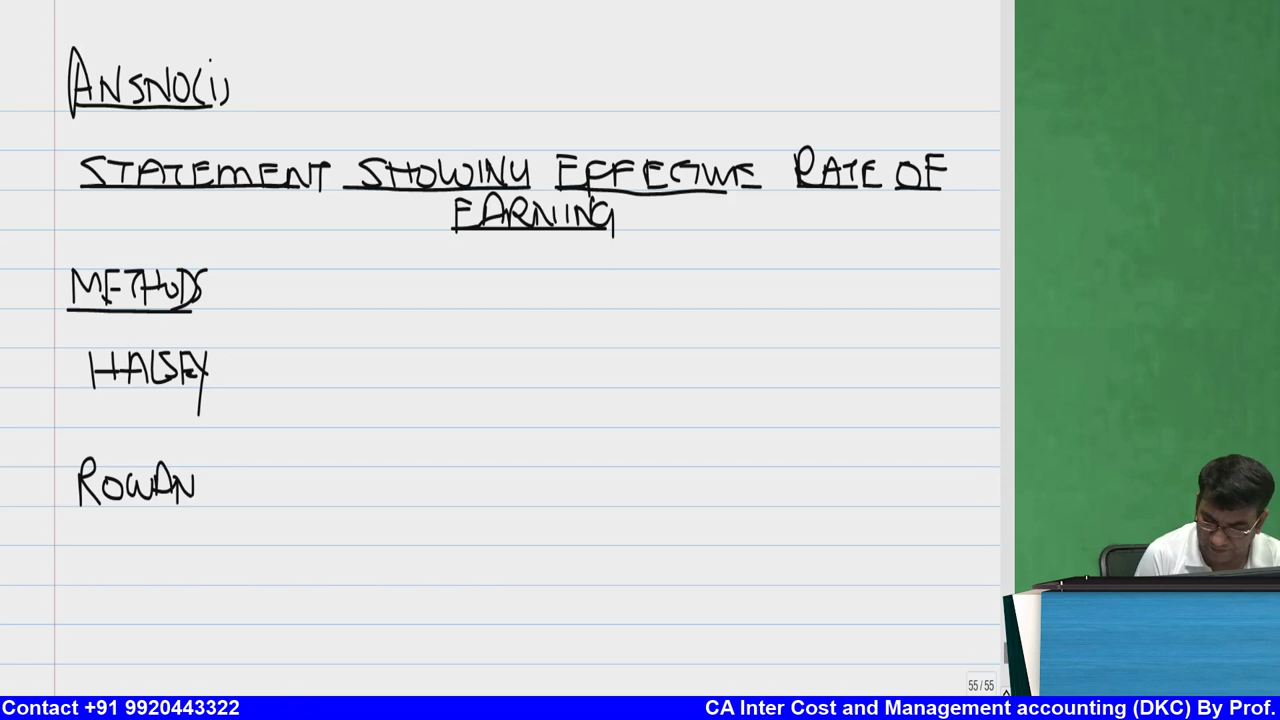 ANSNO(i)
STATEMENT SHOWING EFFECTIVE RATE OF
EARNING
METHODS
HALSEY
ROWAN
55/55
Contact +91 9920443322
CA Inter Cost and Management accounting (DKC) By Prof.